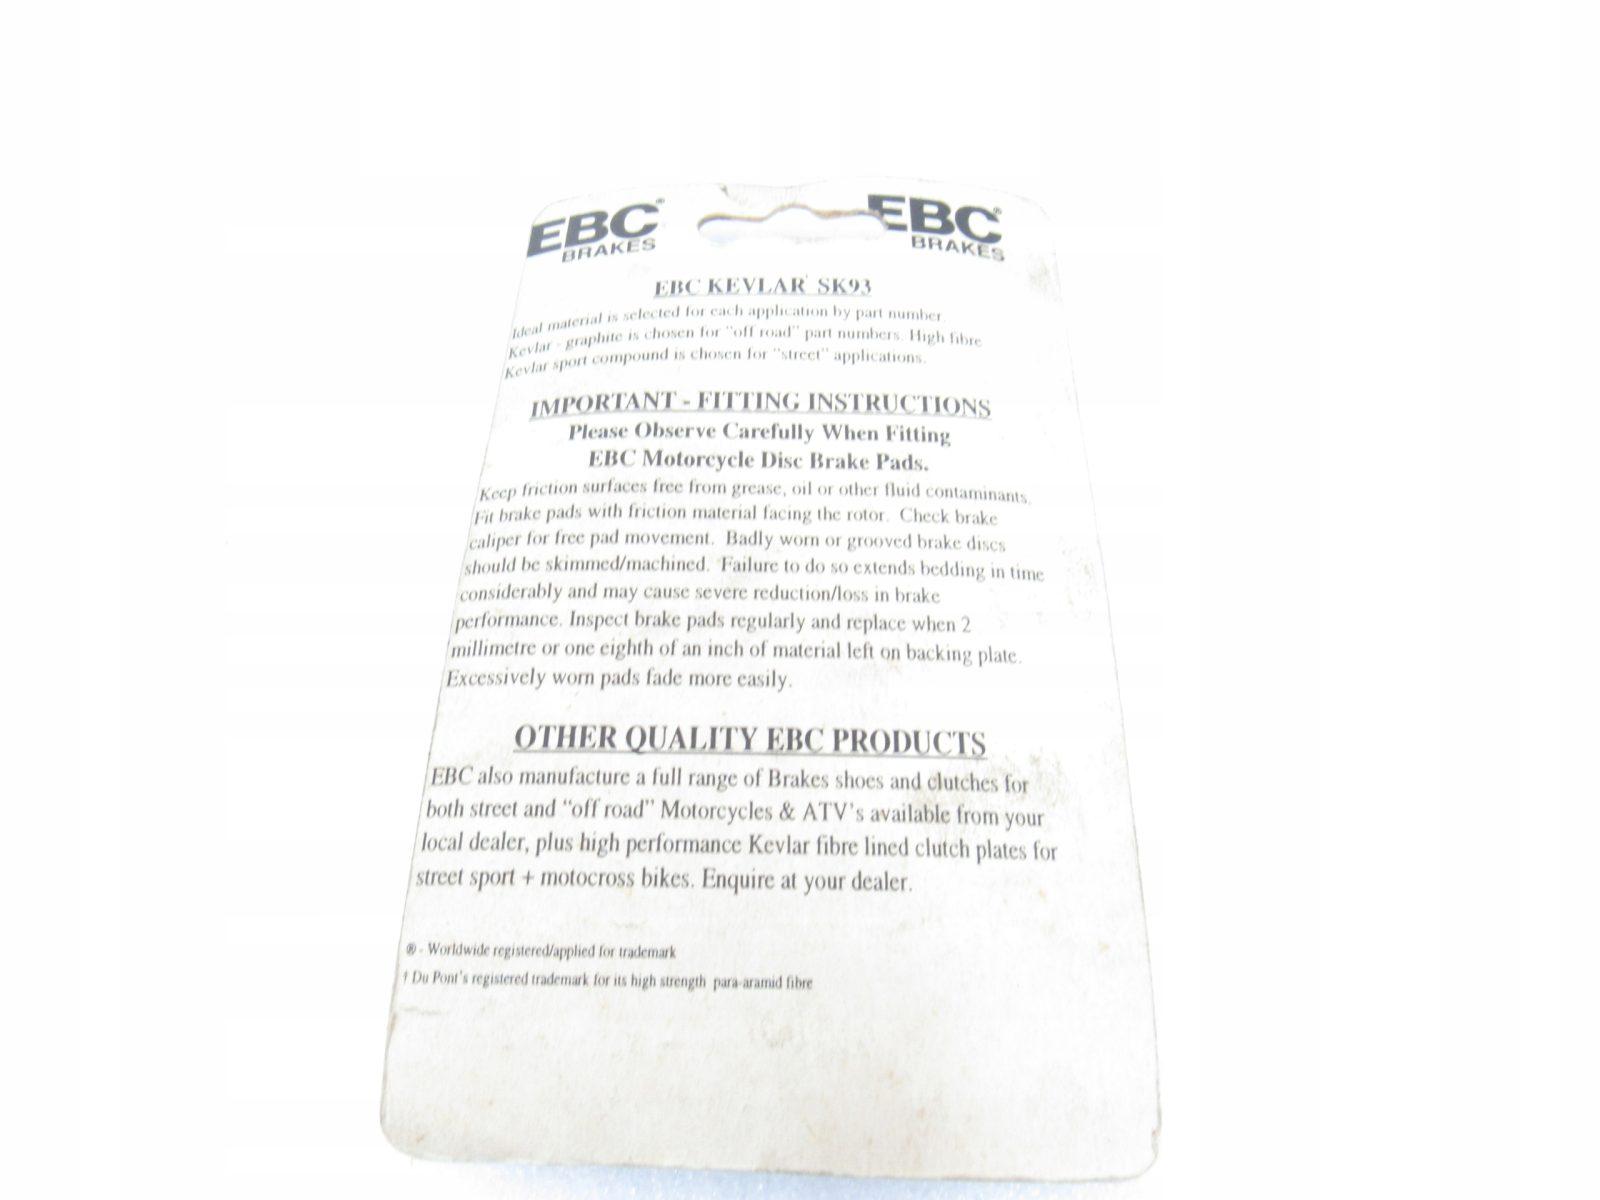 EBC® EBC®
BRAKES BRAKES
EBC KEVLAR SK93
Ideal material is selected for each application by part number.
Kevlar - graphite is chosen for "off road" part numbers. High fibre
Kevlar sport compound is chosen for "street" applications.
IMPORTANT - FITTING INSTRUCTIONS
Please Observe Carefully When Fitting
EBC Motorcycle Disc Brake Pads.
Keep friction surfaces free from grease, oil or other fluid contaminants.
Fit brake pads with friction material facing the rotor. Check brake
caliper for free pad movement. Badly worn or grooved brake discs
should be skimmed/machined. Failure to do so extends bedding in time
considerably and may cause severe reduction/loss in brake
performance. Inspect brake pads regularly and replace when 2
millimetre or one eighth of an inch of material left on backing plate.
Excessively worn pads fade more easily.
OTHER QUALITY EBC PRODUCTS
EBC also manufacture a full range of Brakes shoes and clutches for
both street and "off road" Motorcycles & ATV's available from your
local dealer, plus high performance Kevlar fibre lined clutch plates for
street sport + motocross bikes. Enquire at your dealer.
® - Worldwide registered/applied for trademark
† Du Pont's registered trademark for its high strength para-aramid fibre